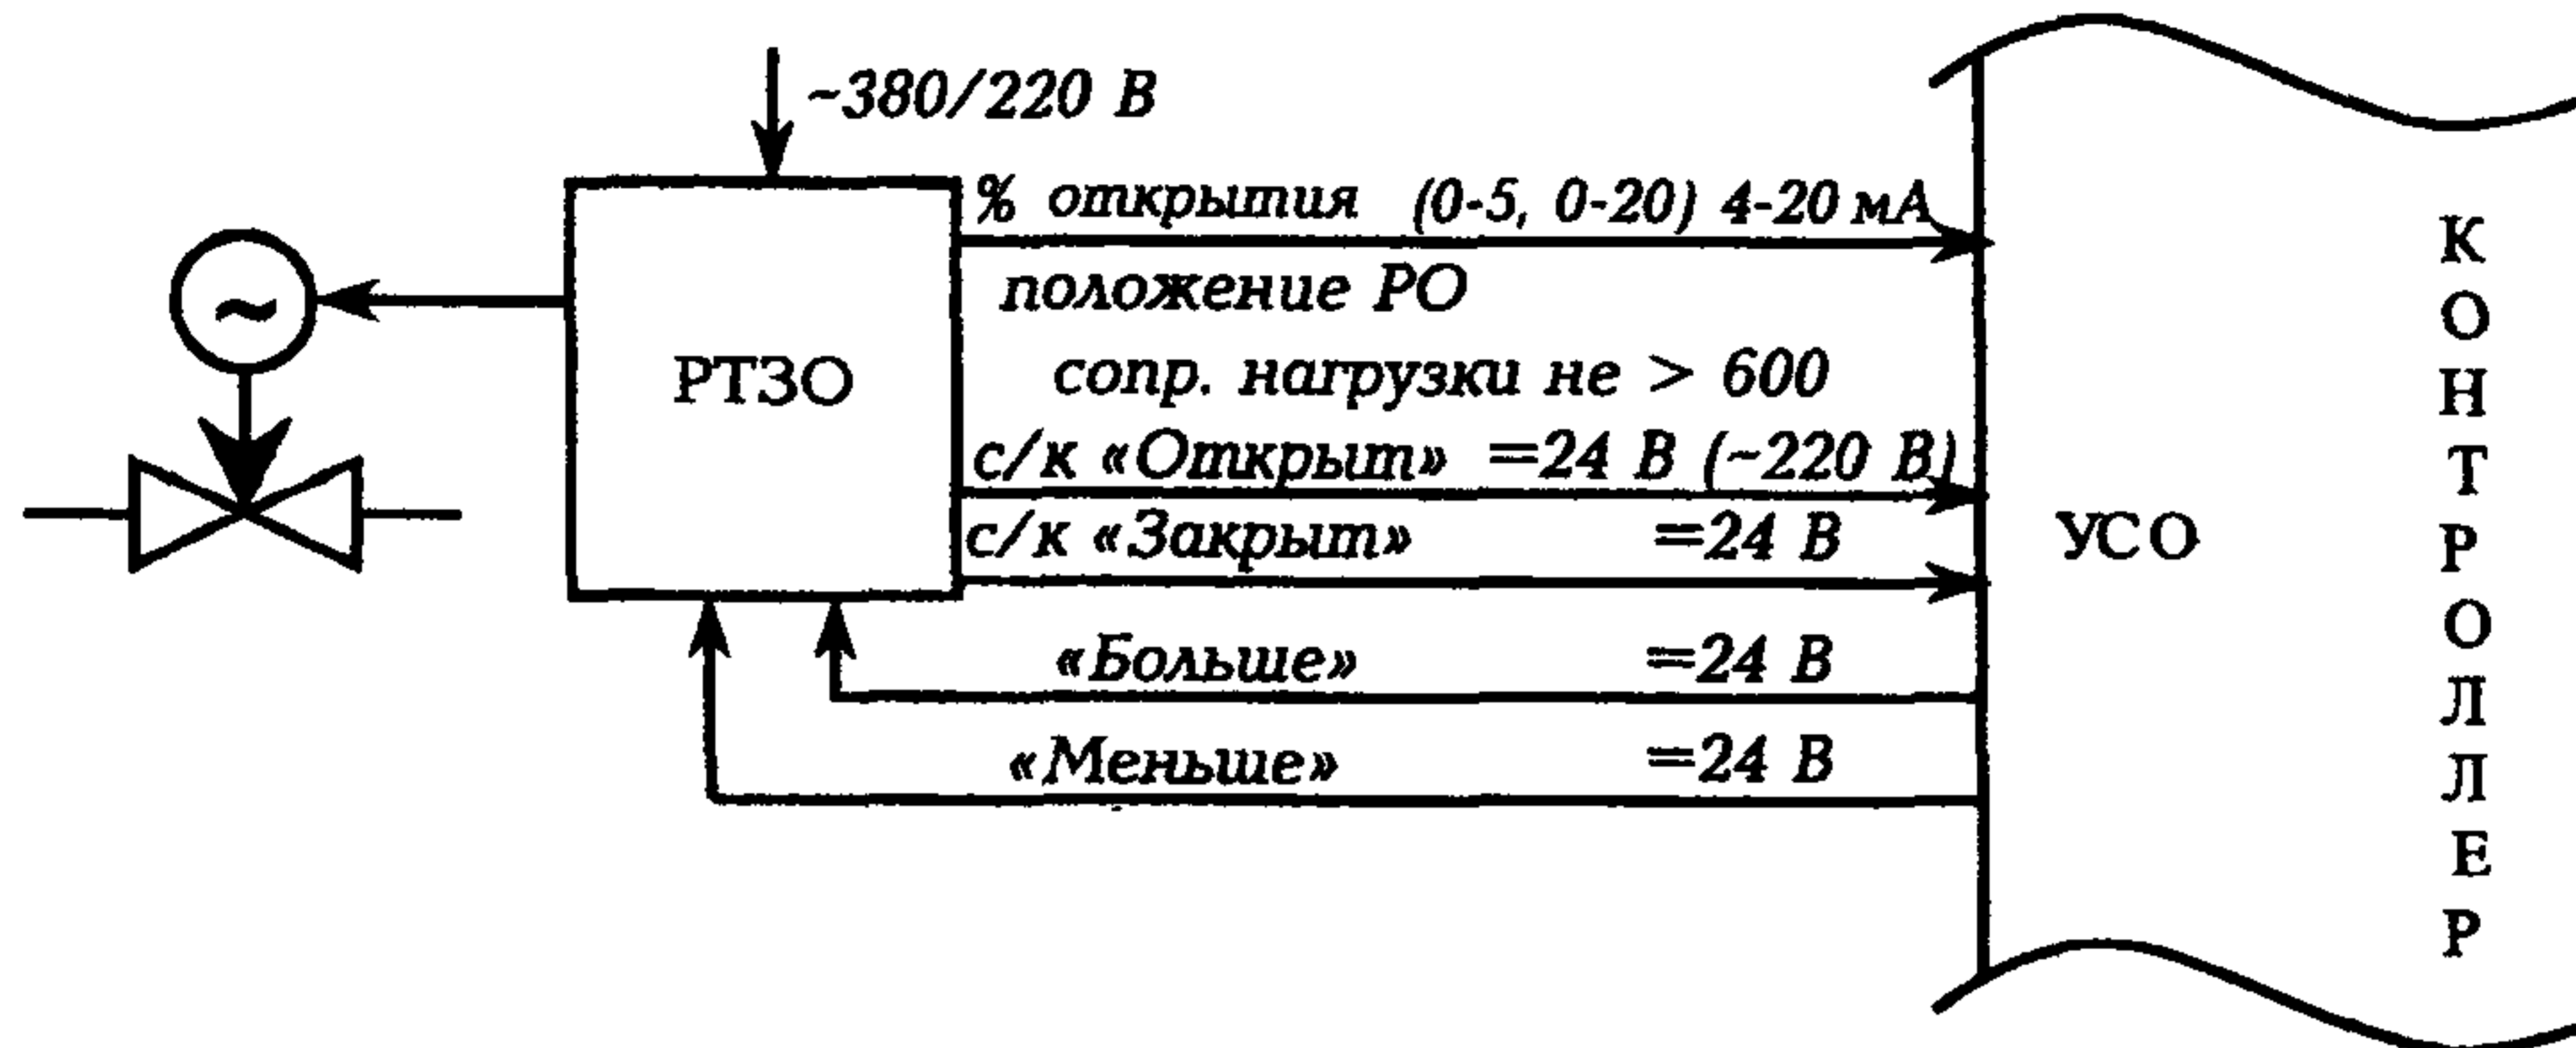 ~380/220 В
% открытия (0-5, 0-20) 4-20 мА
положение РО
~
РТЗО
сопр. нагрузки не > 600
с/к «Открыт» =24 В (~220 В)
с/к «Закрыт» =24 В
УСО
«Больше» =24 В
«Меньше» =24 В
КОНТРОЛЛЕР